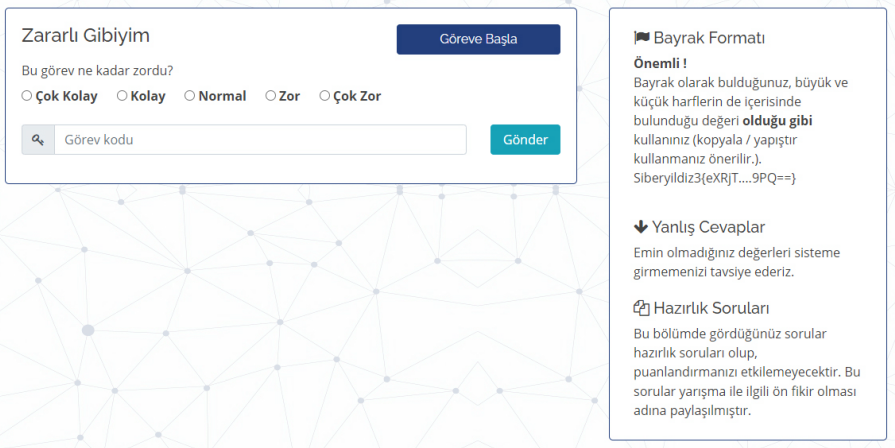 Zararlı Gibiyim
Göreve Başla
Bu görev ne kadar zordu?
Çok Kolay Kolay Normal Zor Çok Zor
Görev kodu
Gönder
Bayrak Formatı
Önemli !
Bayrak olarak bulduğunuz, büyük ve
küçük harflerin de içerisinde
bulunduğu değeri olduğu gibi
kullanınız (kopyala / yapıştır
kullanmanız önerilir.).
Siberyildiz3{eXRjT....9PQ==}
Yanlış Cevaplar
Emin olmadığınız değerleri sisteme
girmemenizi tavsiye ederiz.
Hazırlık Soruları
Bu bölümde gördüğünüz sorular
hazırlık soruları olup,
puanlandırmanızı etkilemeyecektir. Bu
sorular yarışma ile ilgili ön fikir olması
adına paylaşılmıştır.